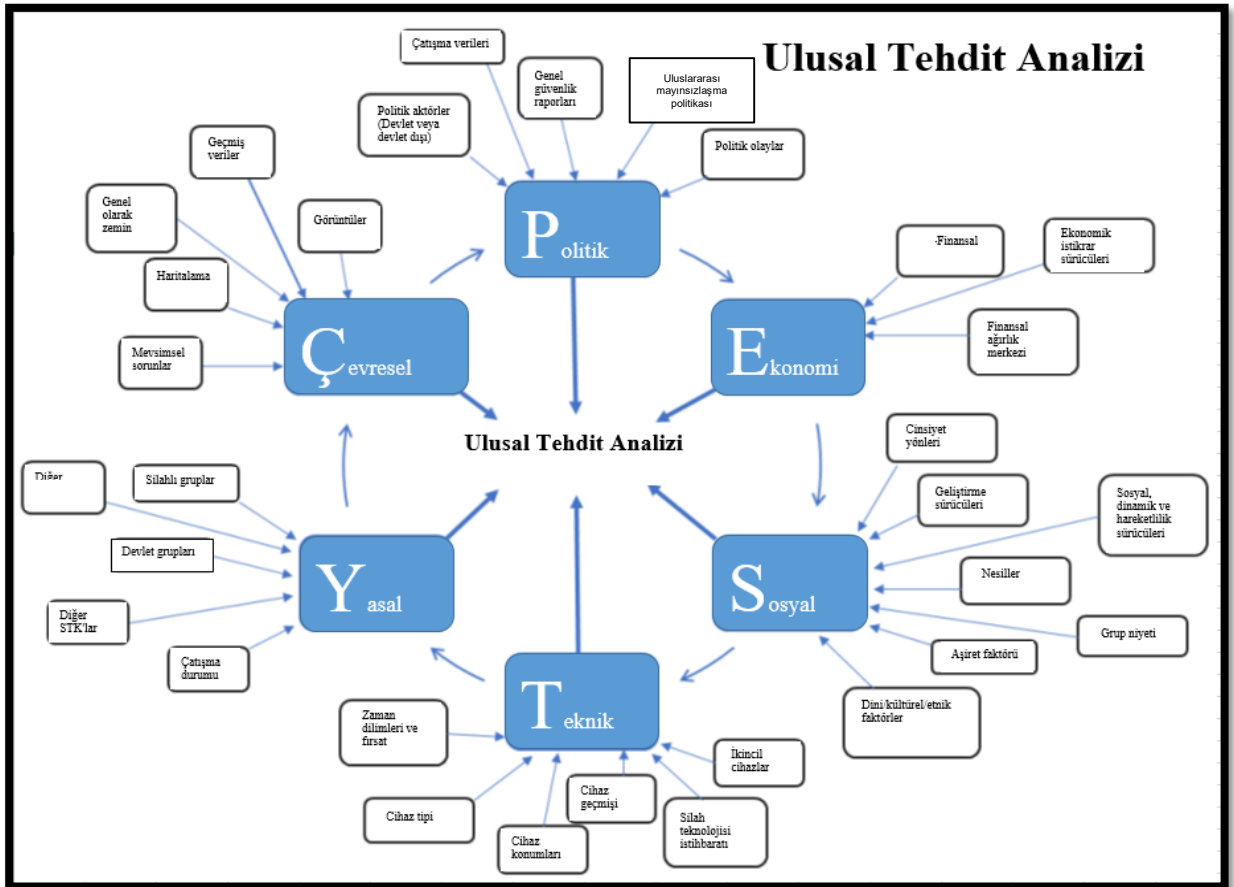 Ulusal Tehdit Analizi
Çatışma verileri
Genel
güvenlik
raporları
Uluslararası
mayınsızlaşma
politikası
Politik aktörler
(Devlet veya
devlet dışı)
Politik olaylar
Politik
Geçmiş
veriler
Genel
olarak
zemin
Görüntüler
Haritalama
Mevsimsel
sorunlar
Çevresel
·Finansal
Ekonomik
istikrar
sürücüleri
Finansal
ağırlık
merkezi
Ekonomi
Ulusal Tehdit Analizi
Cinsiyet
yönleri
Geliştirme
sürücüleri
Sosyal,
dinamik ve
hareketlilik
sürücüleri
Nesiller
Grup niyeti
Aşiret faktörü
Dini/kültürel/etnik
faktörler
Sosyal
Diğer
Silahlı gruplar
Devlet grupları
Diğer
STK'lar
Çatışma
durumu
Yasal
Teknik
Zaman
dilimleri ve
fırsat
Cihaz tipi
Cihaz
konumları
Cihaz
geçmişi
Silah
teknolojisi
istihbaratı
İkincil
cihazlar